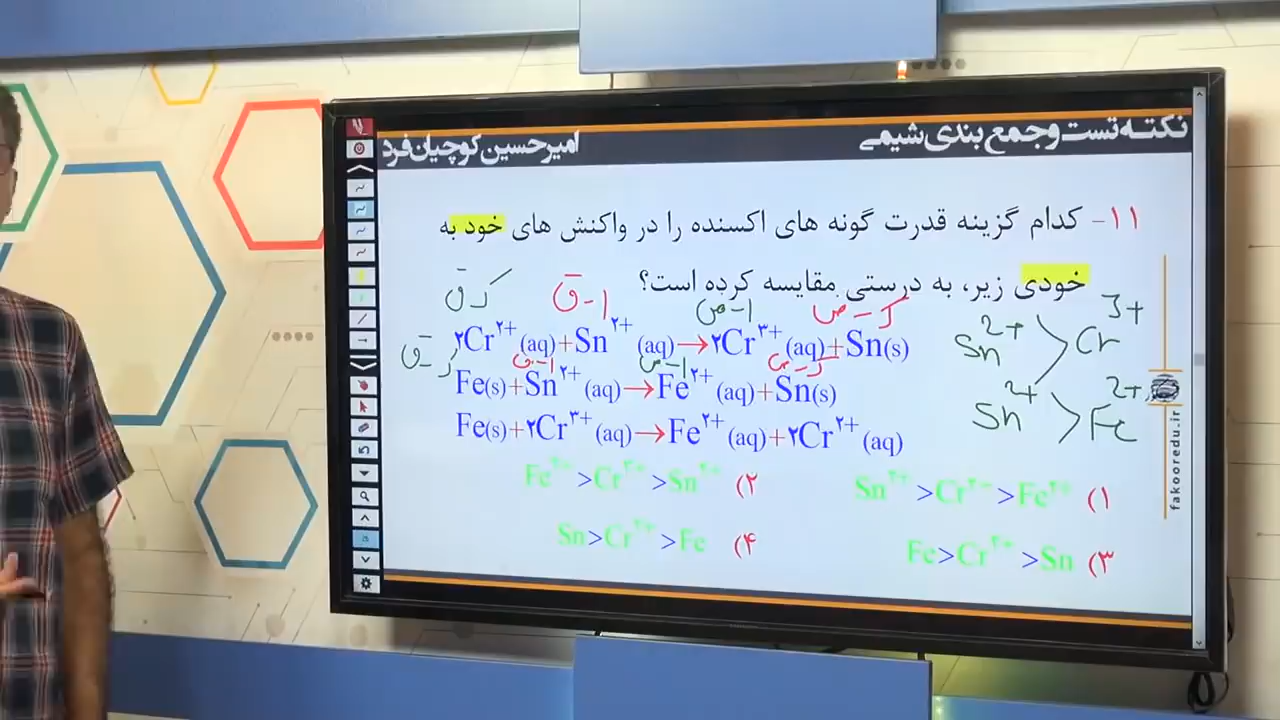 نکته تست و جمع بندی شیمی
امیرحسین کوچیان فرد
۱۱- کدام گزینه قدرت گونه های اکسنده را در واکنش های خود به
خودی زیر، به درستی مقایسه کرده است؟
ک ق ا-ق ا-ص ک-ص
۲Cr²⁺(aq)+Sn²⁺(aq)→۲Cr³⁺(aq)+Sn(s)
ک-ق ا-ق ا-ص ک-ص
Fe(s)+Sn²⁺(aq)→Fe²⁺(aq)+Sn(s)
Fe(s)+۲Cr³⁺(aq)→Fe²⁺(aq)+۲Cr²⁺(aq)
Sn²⁺ > Cr³⁺
Sn²⁺ > Fe²⁺
۱) Sn²⁺ >Cr³⁺ >Fe²⁺
۲) Fe²⁺ >Cr³⁺ >Sn²⁺
۳) Fe>Cr²⁺ >Sn
۴) Sn>Cr²⁺ >Fe
fakooredu.ir